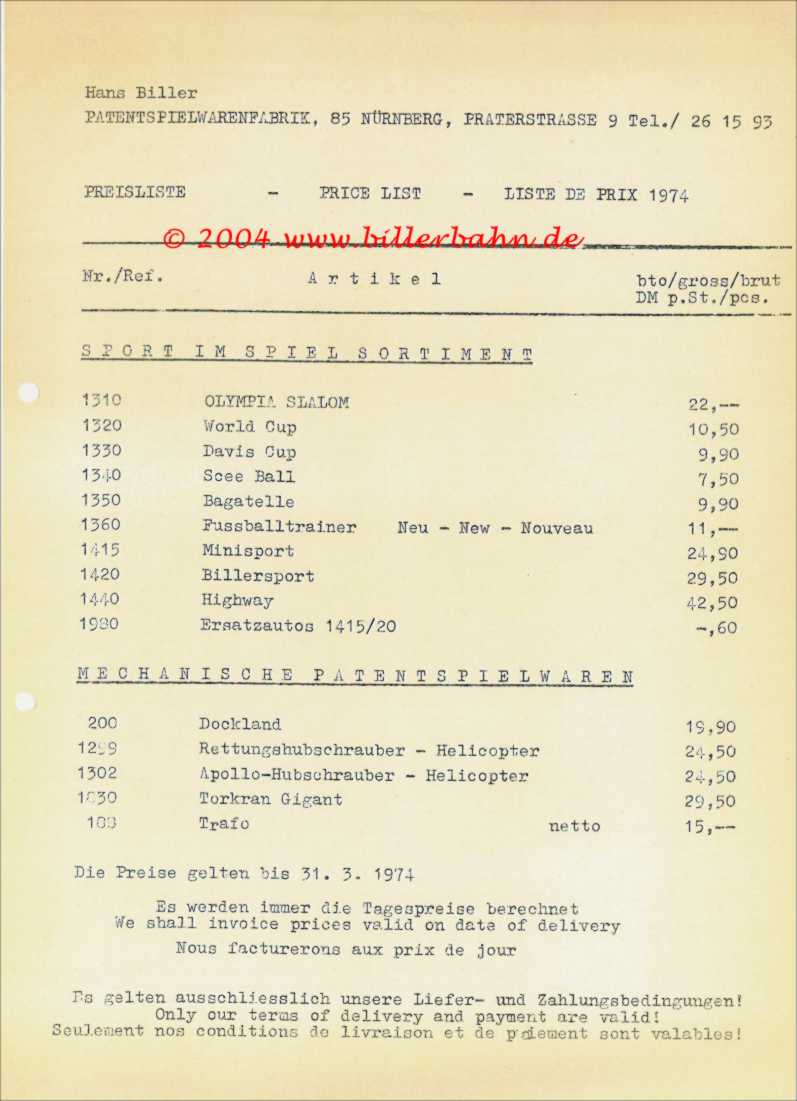 Hans Biller
PATENTSPIELWARENFABRIK, 85 NÜRNBERG, PRATERSTRASSE 9 Tel./ 26 15 93
PREISLISTE - PRICE LIST - LISTE DE PRIX 1974
© 2004 www.billerbahn.de
Nr./Ref. Artikel bto/gross/brut
DM p.St./pcs.
SPORT IM SPIEL SORTIMENT
1310 OLYMPIA SLALOM 22,--
1320 World Cup 10,50
1330 Davis Cup 9,90
1340 Scee Ball 7,50
1350 Bagatelle 9,90
1360 Fussballtrainer Neu - New - Nouveau 11,--
1415 Minisport 24,90
1420 Billersport 29,50
1440 Highway 42,50
1980 Ersatzautos 1415/20 -,60
MECHANISCHE PATENTSPIELWAREN
200 Dockland 19,90
Rettungshubschrauber - Helicopter 24,50
1302 Apollo-Hubschrauber - Helicopter 24,50
Torkran Gigant 29,50
Trafo netto 15,--
Die Preise gelten bis 31. 3. 1974
Es werden immer die Tagespreise berechnet
We shall invoice prices valid on date of delivery
Nous facturerons aux prix de jour
Es gelten ausschliesslich unsere Liefer- und Zahlungsbedingungen!
Only our terms of delivery and payment are valid!
Seulement nos conditions de livraison et de paiement sont valables!